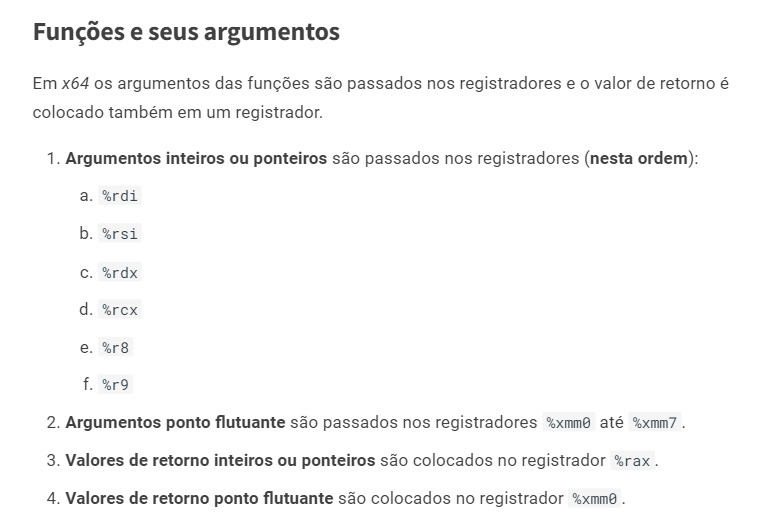 Funções e seus argumentos
Em x64 os argumentos das funções são passados nos registradores e o valor de retorno é
colocado também em um registrador.
1. Argumentos inteiros ou ponteiros são passados nos registradores (nesta ordem):
a. %rdi
b. %rsi
c. %rdx
d. %rcx
e. %r8
f. %r9
2. Argumentos ponto flutuante são passados nos registradores %xmm0 até %xmm7.
3. Valores de retorno inteiros ou ponteiros são colocados no registrador %rax.
4. Valores de retorno ponto flutuante são colocados no registrador %xmm0.